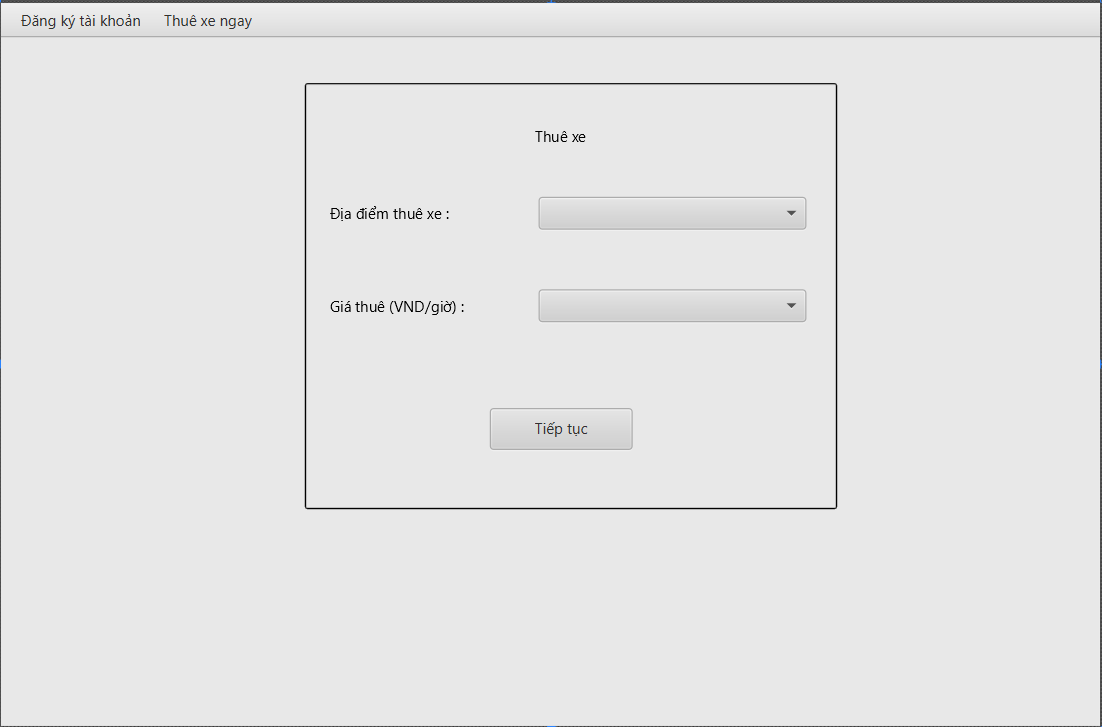 Đăng ký tài khoản Thuê xe ngay
Thuê xe
Địa điểm thuê xe :
Giá thuê (VND/giờ) :
Tiếp tục